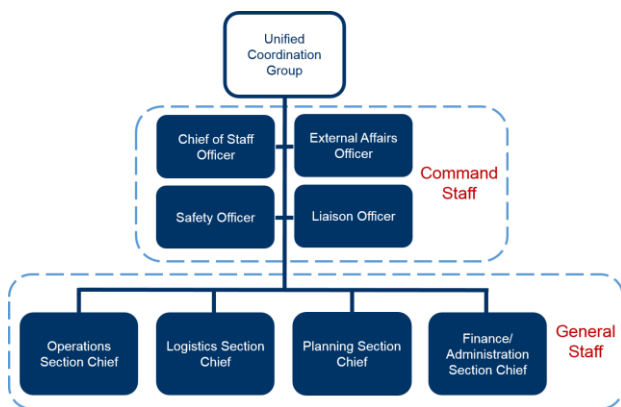 Unified
Coordination
Group
Chief of Staff
Officer
External Affairs
Officer
Command
Staff
Safety Officer
Liaison Officer
Operations
Section Chief
Logistics Section
Chief
Planning Section
Chief
Finance/
Administration
Section Chief
General
Staff